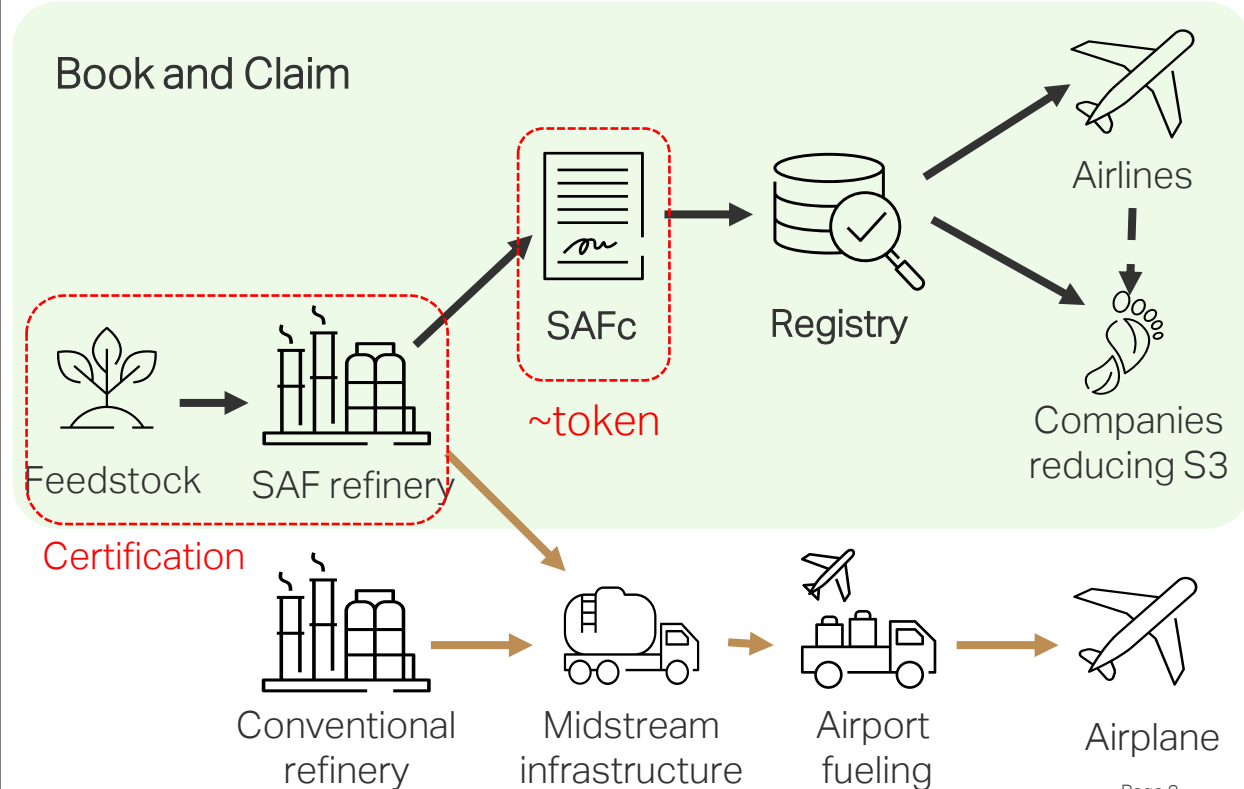 Book and Claim
Airlines
SAFc
Registry
~token
Companies
reducing S3
Feedstock
SAF refinery
Certification
Conventional
refinery
Midstream
infrastructure
Airport
fueling
Airplane